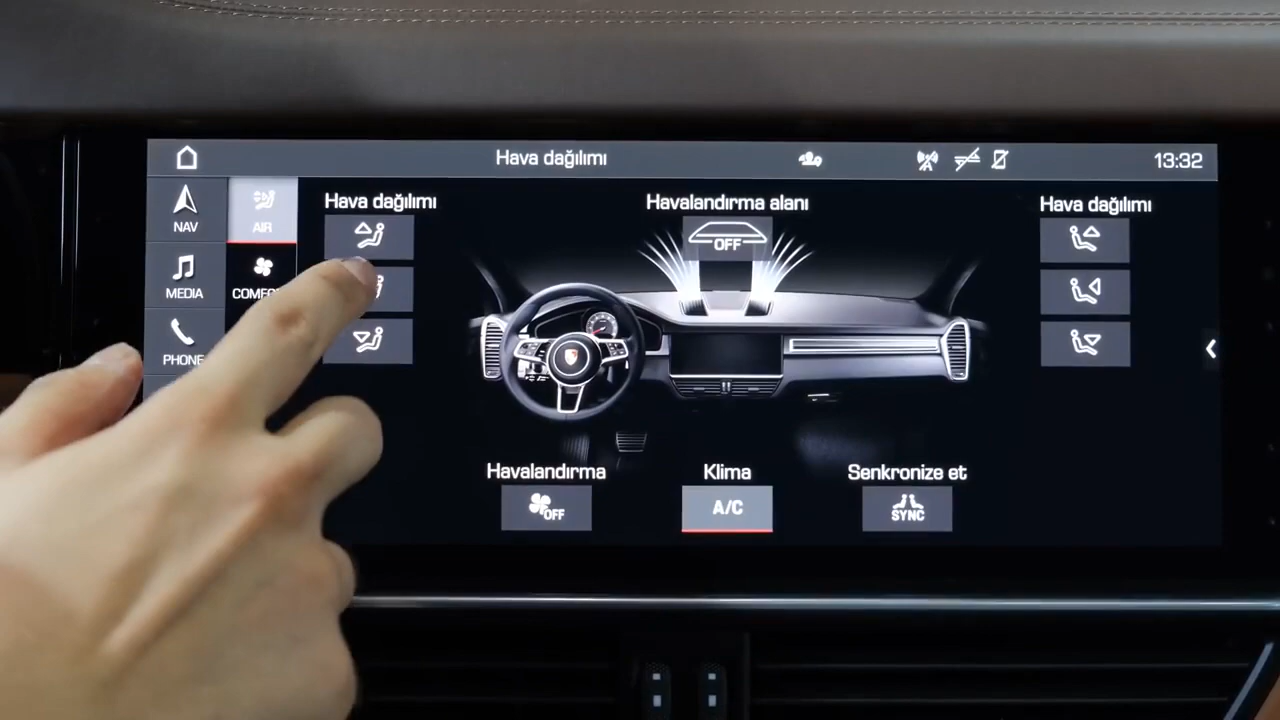 Hava dağılımı
13:32
NAV
AIR
MEDIA
PHONE
Hava dağılımı
Havalandırma alanı
OFF
Hava dağılımı
Havalandırma
OFF
Klima
A/C
Senkronize et
SYNC